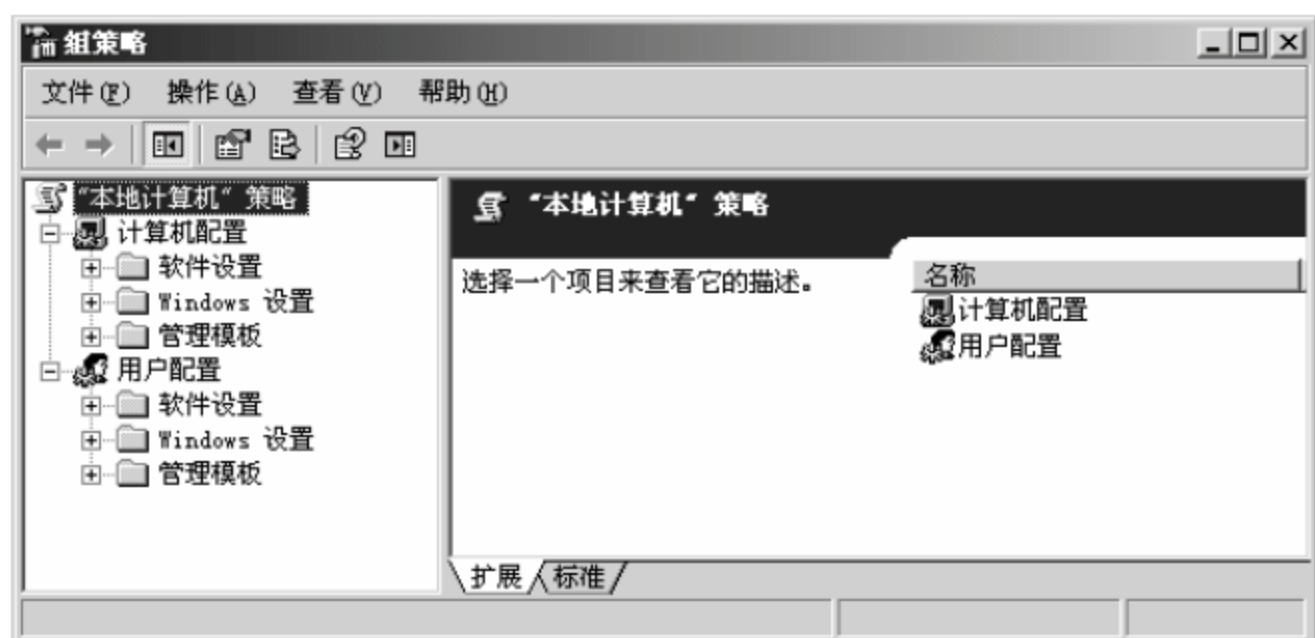 组策略
文件(F) 操作(A) 查看(V) 帮助(H)
"本地计算机" 策略
计算机配置
软件设置
Windows 设置
管理模板
用户配置
软件设置
Windows 设置
管理模板
"本地计算机" 策略
选择一个项目来查看它的描述。
名称
计算机配置
用户配置
扩展 标准